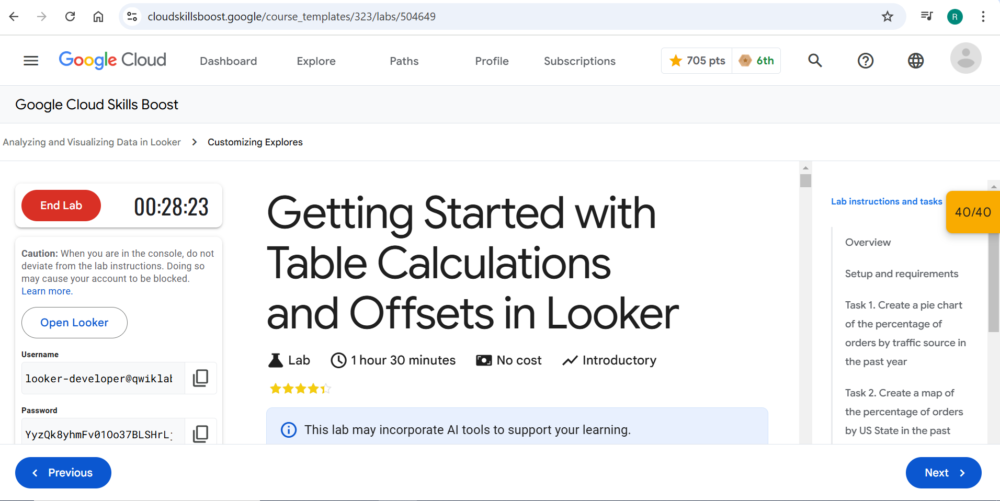 cloudskillsboost.google/course_templates/323/labs/504649
R
Google Cloud
Dashboard
Explore
Paths
Profile
Subscriptions
705 pts
6th
Google Cloud Skills Boost
Analyzing and Visualizing Data in Looker
Customizing Explores
End Lab
00:28:23
Caution: When you are in the console, do not
deviate from the lab instructions. Doing so
may cause your account to be blocked.
Learn more.
Open Looker
Username
looker-developer@qwiklab
Password
YyzQk8yhmFv01Oo37BLSHrLj
Getting Started with
Table Calculations
and Offsets in Looker
Lab
1 hour 30 minutes
No cost
Introductory
This lab may incorporate AI tools to support your learning.
Lab instructions and tasks
40/40
Overview
Setup and requirements
Task 1. Create a pie chart
of the percentage of
orders by traffic source in
the past year
Task 2. Create a map of
the percentage of orders
by US State in the past
Previous
Next